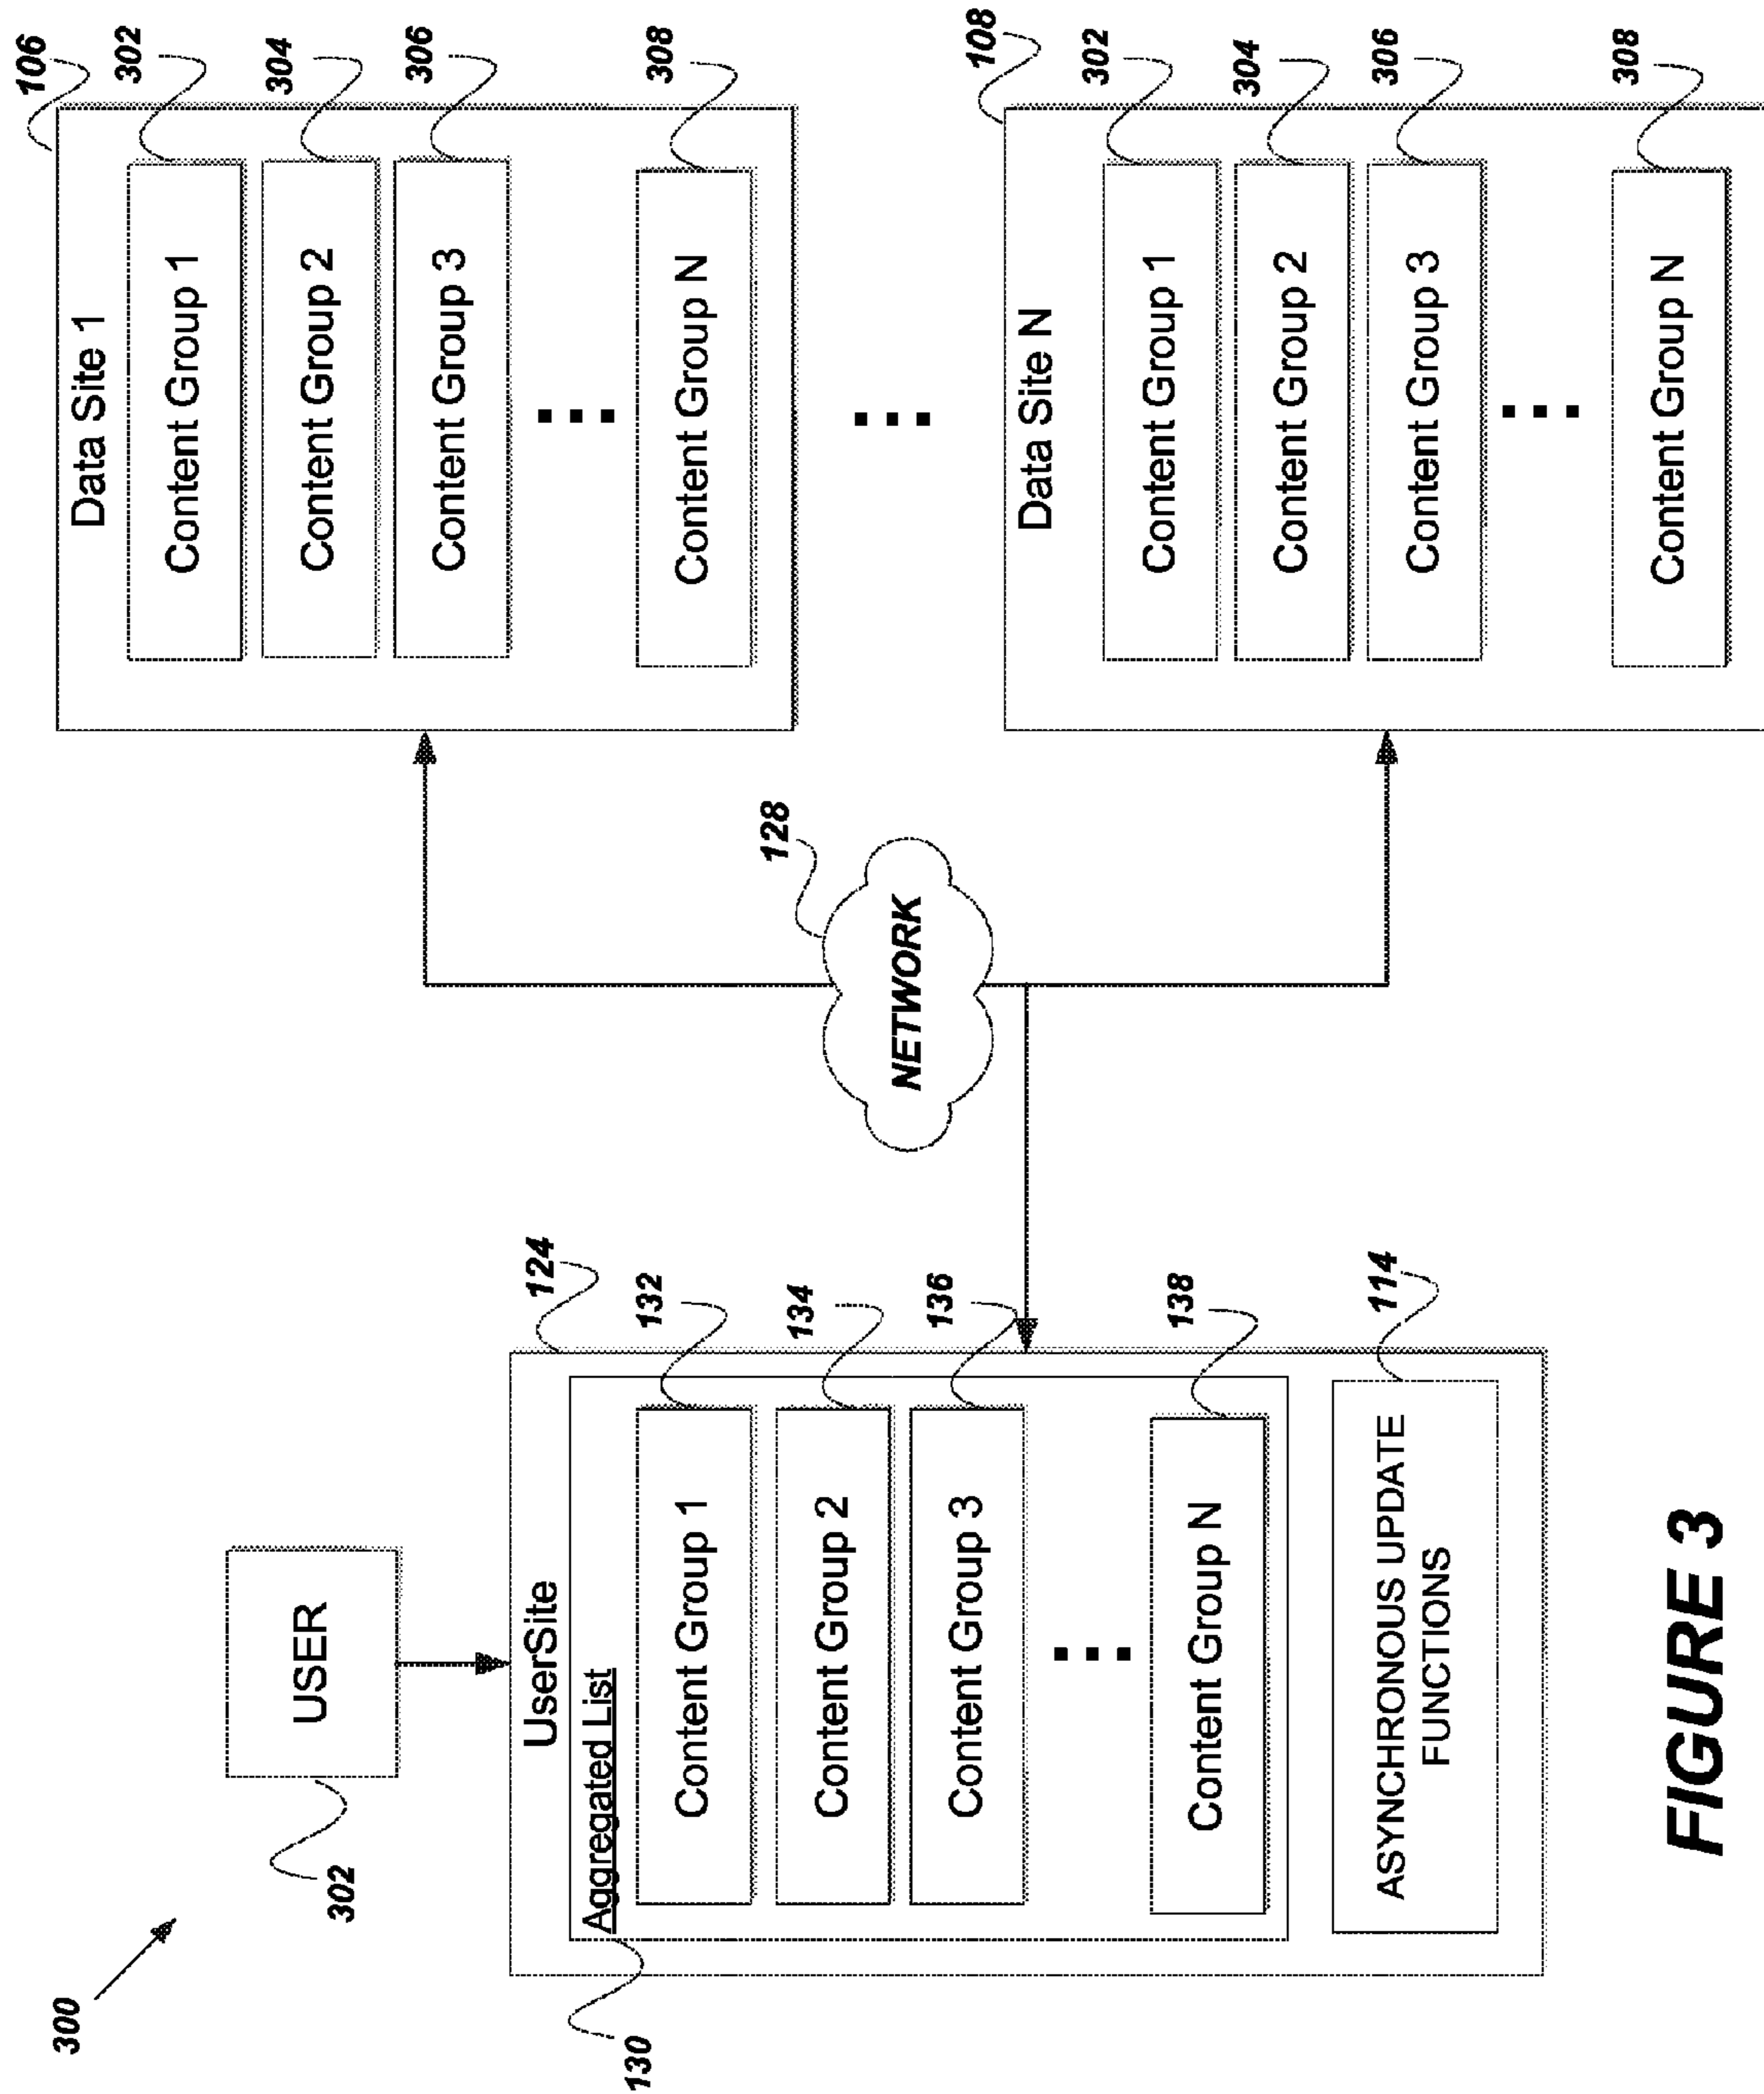 300
302
USER
124
UserSite
130
Aggregated List
Content Group 1
132
Content Group 2
134
Content Group 3
136
...
Content Group N
138
ASYNCHRONOUS UPDATE
FUNCTIONS
114
NETWORK
128
106
Data Site 1
Content Group 1
302
Content Group 2
304
Content Group 3
306
...
Content Group N
308
...
108
Data Site N
Content Group 1
302
Content Group 2
304
Content Group 3
306
...
Content Group N
308
FIGURE 3